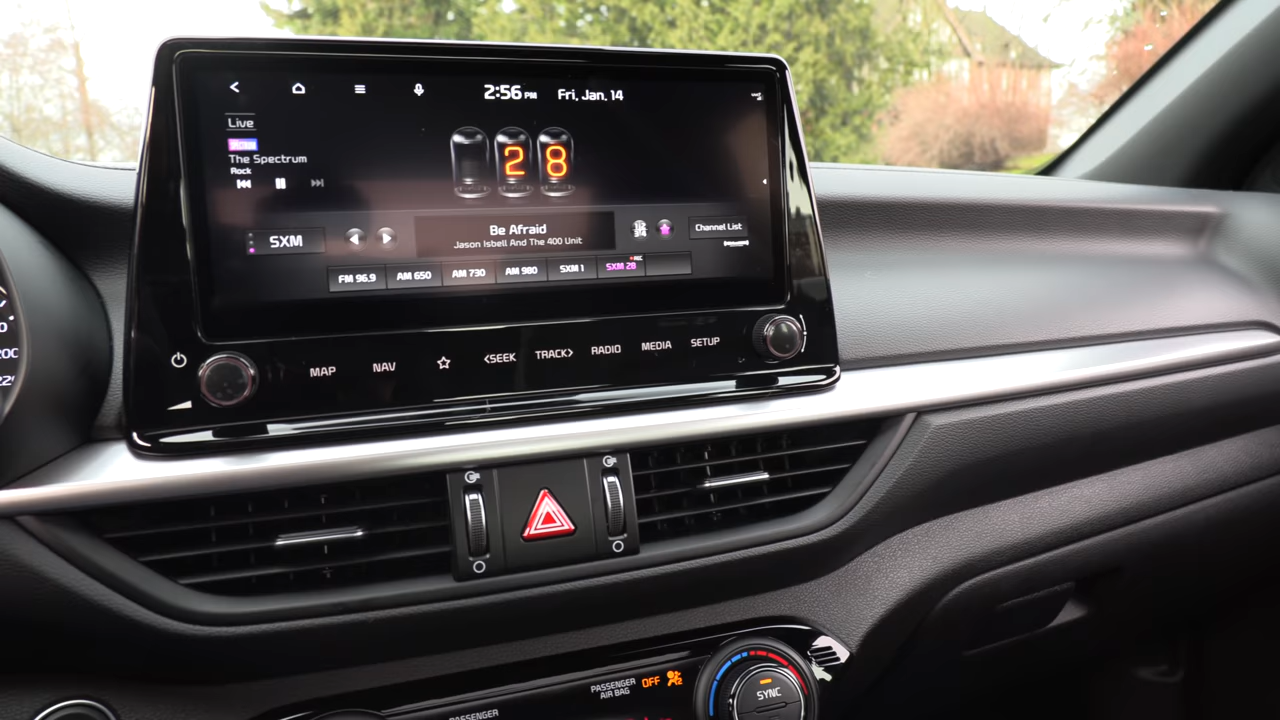 2:56 PM Fri, Jan. 14
Live
SPECTRUM
The Spectrum
Rock
28
SXM
Be Afraid
Jason Isbell And The 400 Unit
Channel List
FM 96.9 AM 650 AM 730 AM 980 SXM 1 SXM 28
MAP NAV <SEEK TRACK> RADIO MEDIA SETUP
PASSENGER
AIR BAG OFF
SYNC
PASSENGER